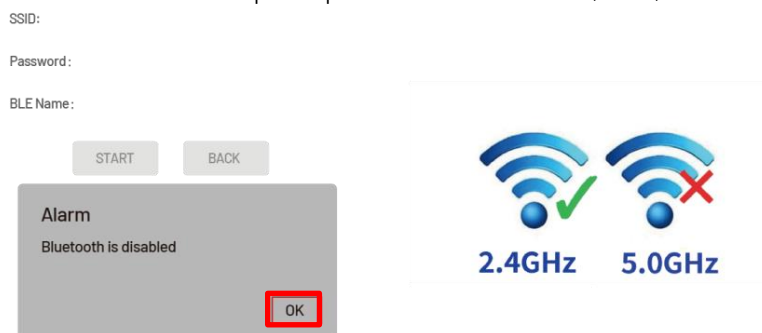 SSID:
Password:
BLE Name:
START BACK
Alarm
Bluetooth is disabled
OK
2.4GHz 5.0GHz